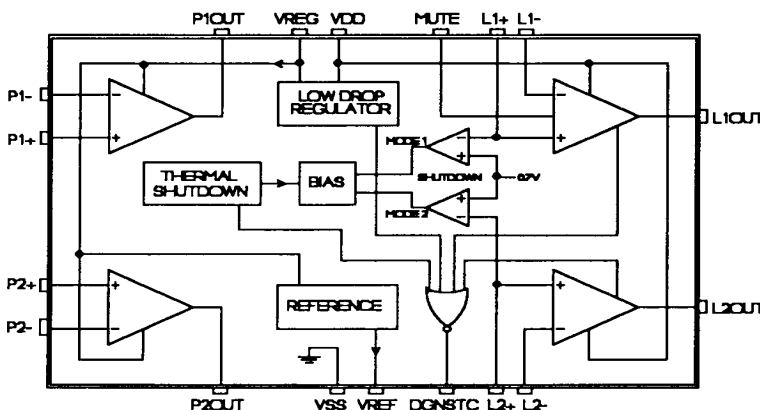 P1OUT VREG VDD MUTE L1+ L1-
P1-
P1+
-
+
LOW DROP
REGULATOR
-
+
L1OUT
MODE 1
-
+
SHUTDOWN
0.7V
THERMAL
SHUTDOWN
BIAS
MODE 2
+
-
P2+
P2-
+
-
REFERENCE
+
-
L2OUT
P2OUT VSS VREF DGNSTC L2+ L2-